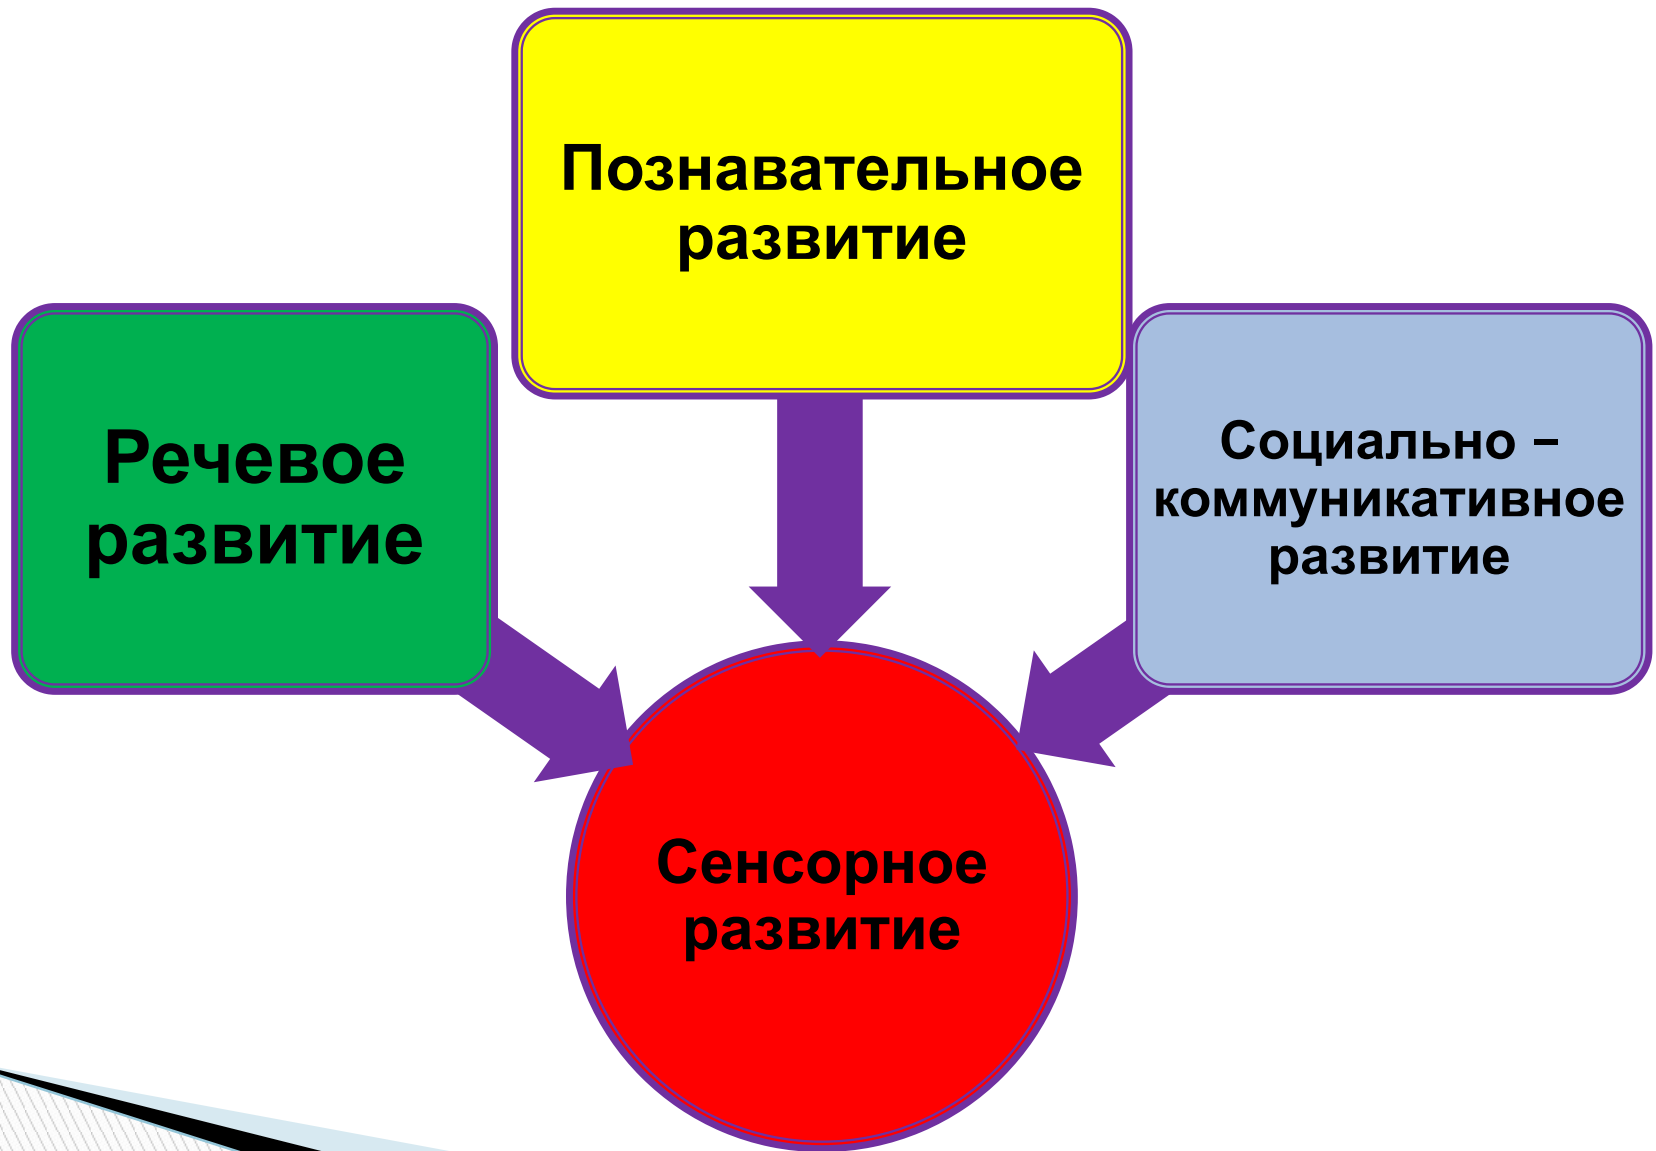 Познавательное
развитие
Речевое
развитие
Социально –
коммуникативное
развитие
Сенсорное
развитие